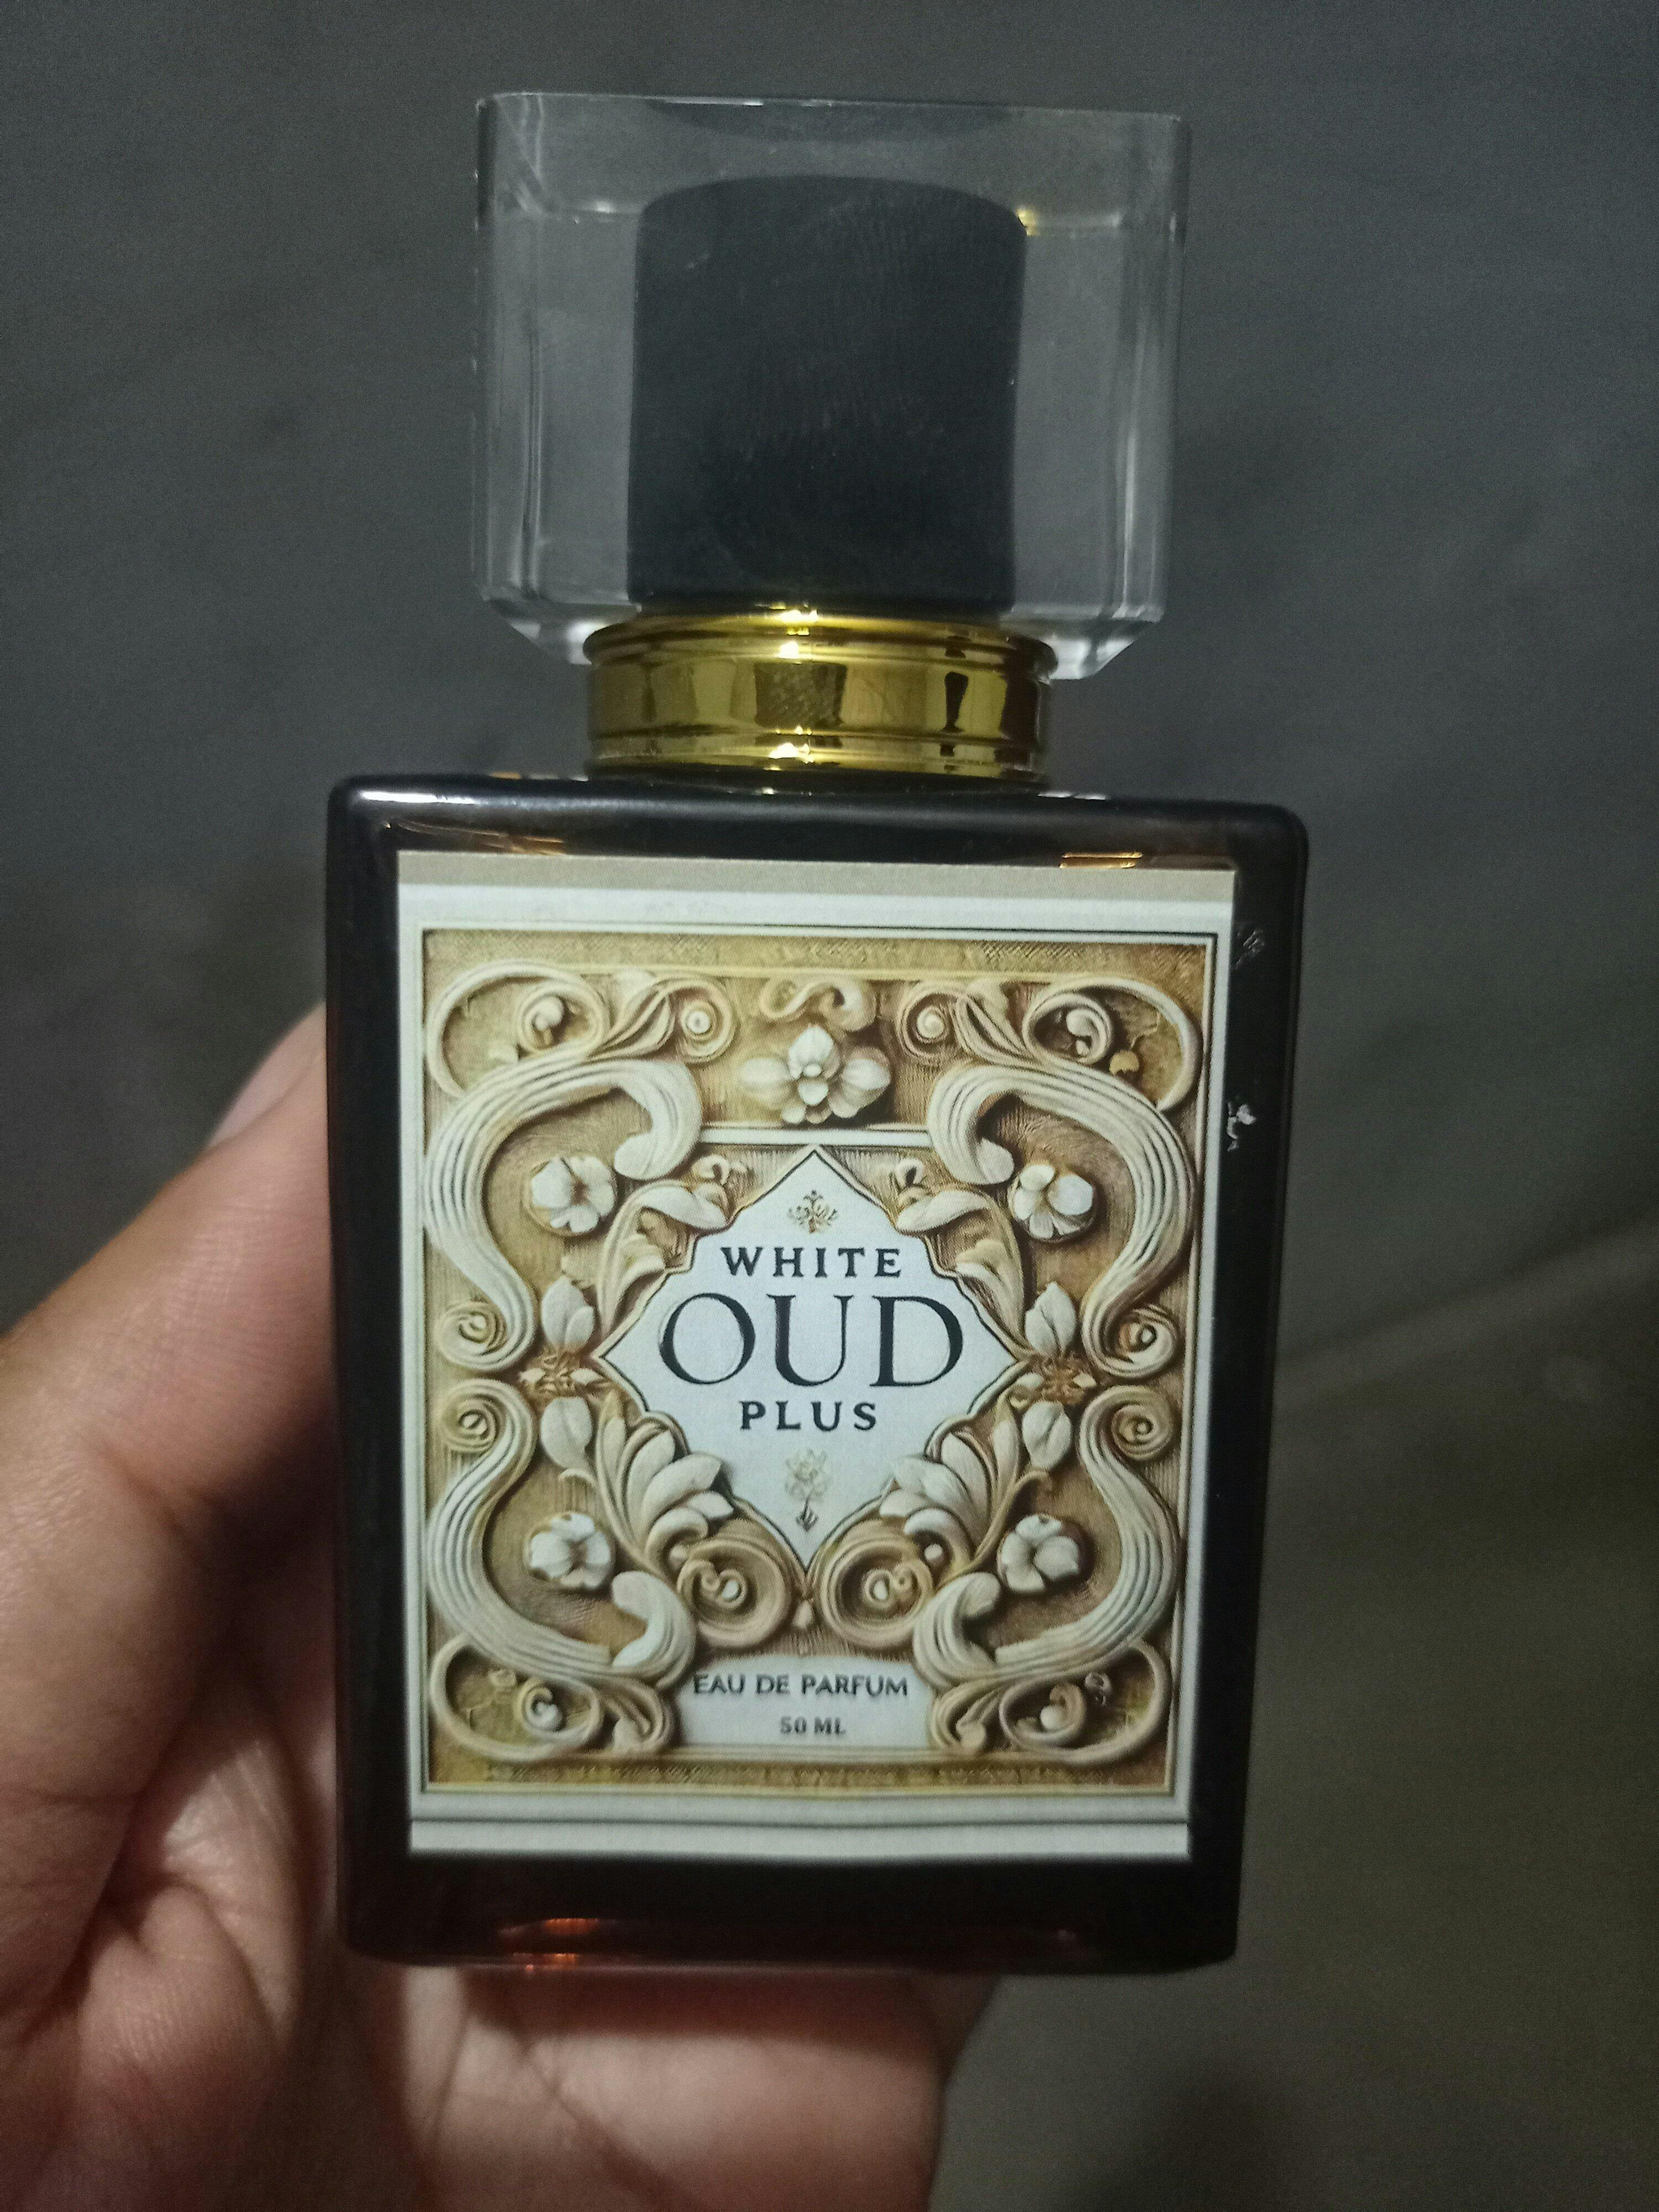 WHITE
OUD
PLUS
EAU DE PARFUM
50 ML